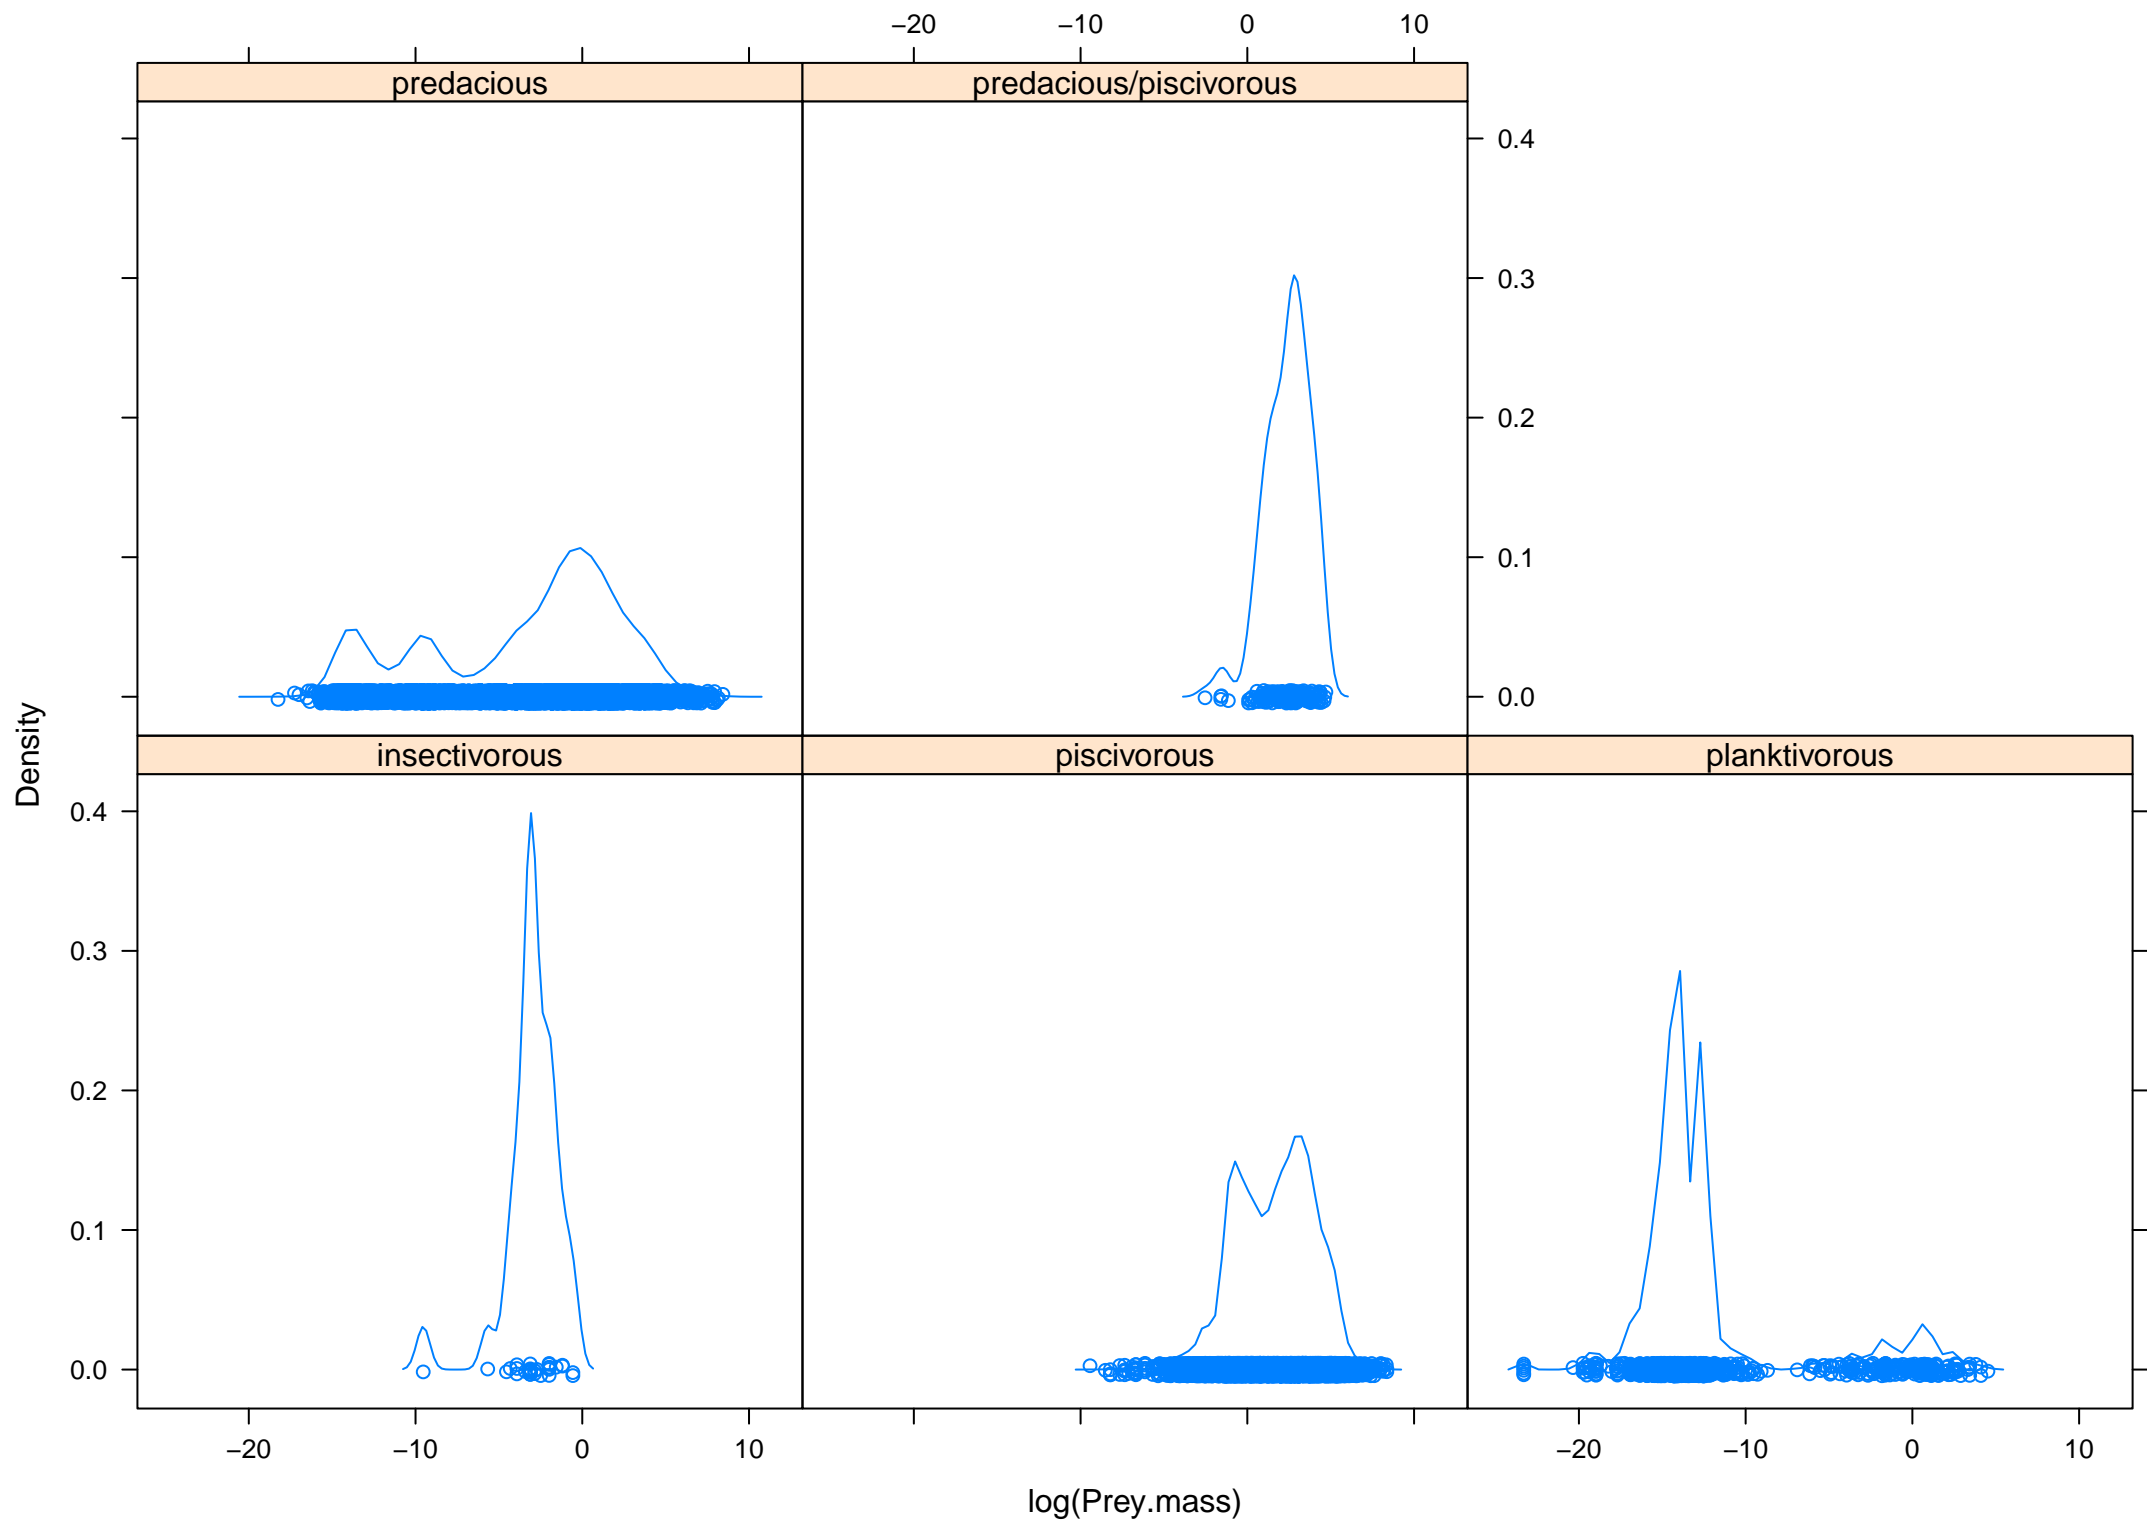 −20 −10 0 10
predacious predacious/piscivorous
0.4
0.3
0.2
0.1
0.0
insectivorous piscivorous planktivorous
Density
0.4
0.3
0.2
0.1
0.0
−20 −10 0 10 −20 −10 0 10
log(Prey.mass)